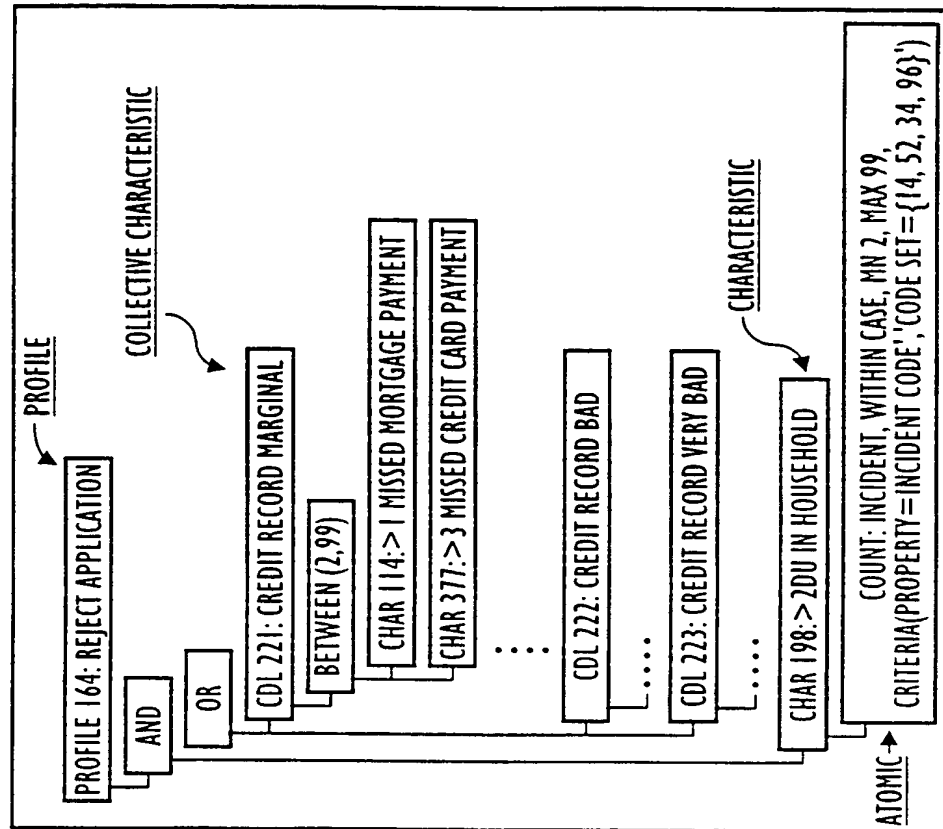 PROFILE
PROFILE 164: REJECT APPLICATION
AND
OR
COLLECTIVE CHARACTERISTIC
CDL 221: CREDIT RECORD MARGINAL
BETWEEN (2,99)
CHAR 114:> 1 MISSED MORTGAGE PAYMENT
CHAR 377:> 3 MISSED CREDIT CARD PAYMENT
....
CDL 222: CREDIT RECORD BAD
.....
CDL 223: CREDIT RECORD VERY BAD
.....
CHARACTERISTIC
CHAR 198:> 2DU IN HOUSEHOLD
ATOMIC
COUNT: INCIDENT, WITHIN CASE, MN 2, MAX 99,
CRITERIA(PROPERTY=INCIDENT CODE','CODE SET={14, 52, 34, 96}')